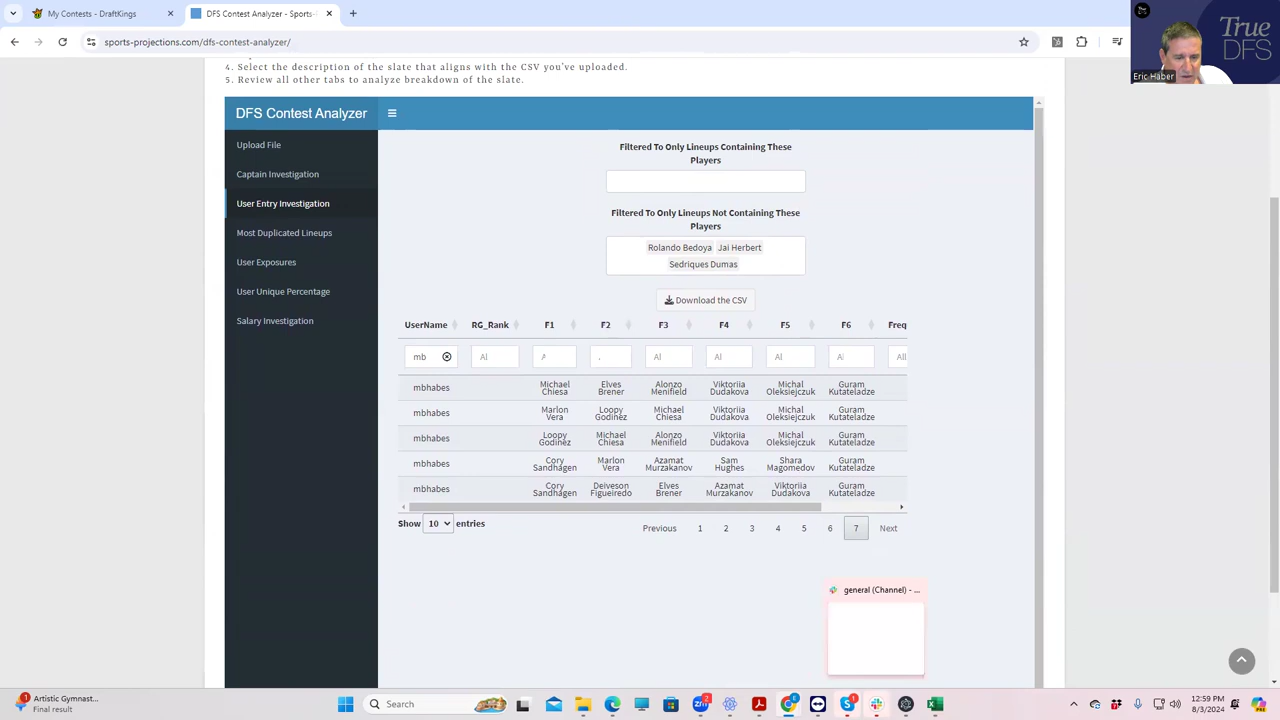 My Contests - DraftKings
DFS Contest Analyzer - Sports-
sports-projections.com/dfs-contest-analyzer/
True
DFS
Eric Haber
4. Select the description of the slate that aligns with the CSV you've uploaded.
5. Review all other tabs to analyze breakdown of the slate.
DFS Contest Analyzer
Upload File
Captain Investigation
User Entry Investigation
Most Duplicated Lineups
User Exposures
User Unique Percentage
Salary Investigation
Filtered To Only Lineups Containing These
Players
Filtered To Only Lineups Not Containing These
Players
Rolando Bedoya Jai Herbert
Sedriques Dumas
Download the CSV
UserName RG_Rank F1 F2 F3 F4 F5 F6 Freq
mb Al Al Al Al Al All
mbhabes Michael Chiesa Elves Brener Alonzo Menifield Viktoriia Dudakova Michal Oleksiejczuk Guram Kutateladze
mbhabes Marlon Vera Loopy Godinez Michael Chiesa Viktoriia Dudakova Michal Oleksiejczuk Guram Kutateladze
mbhabes Loopy Godinez Michael Chiesa Alonzo Menifield Viktoriia Dudakova Michal Oleksiejczuk Guram Kutateladze
mbhabes Cory Sandhagen Marlon Vera Azamat Murzakanov Sam Hughes Shara Magomedov Guram Kutateladze
mbhabes Cory Sandhagen Deiveson Figueiredo Elves Brener Azamat Murzakanov Viktoriia Dudakova Guram Kutateladze
Show 10 entries
Previous 1 2 3 4 5 6 7 Next
general (Channel) - ...
Artistic Gymnast...
Final result
Search
12:59 PM
8/3/2024